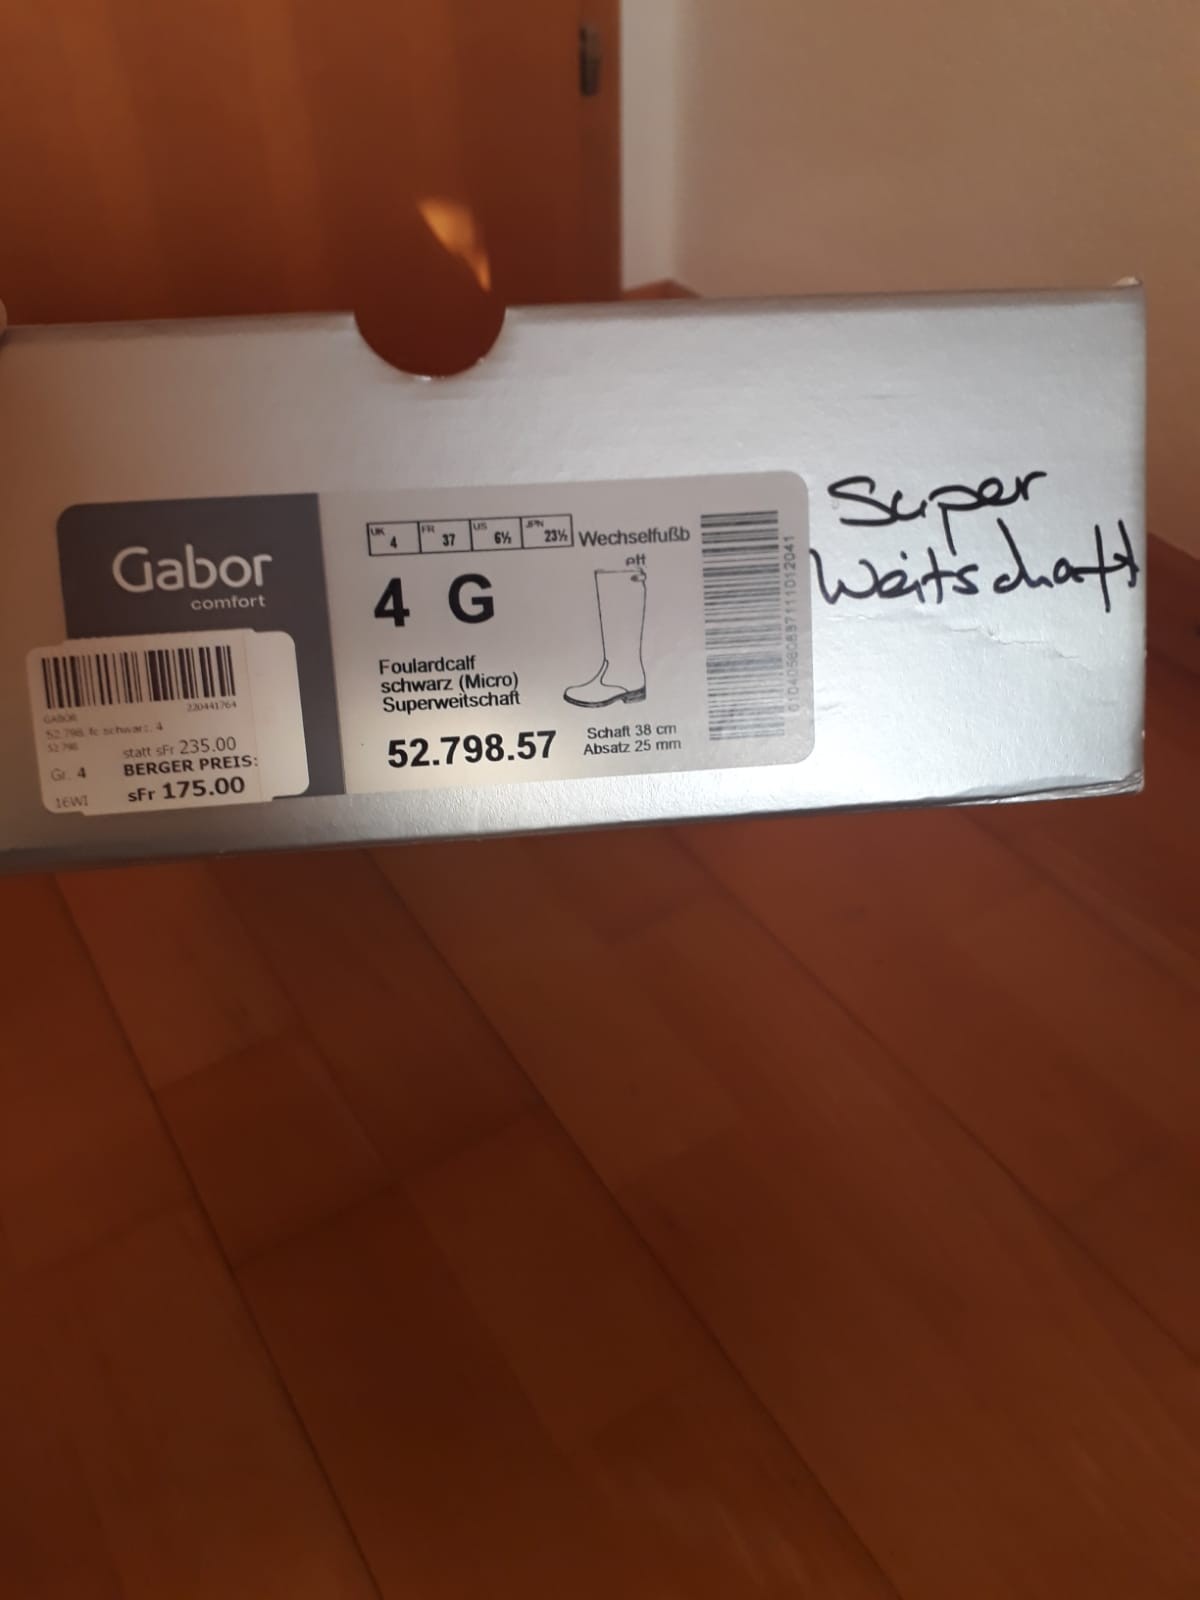 Gabor
comfort
UK 4 FR 37 US 6½ JPN 23½ Wechselfußb
ett
4 G
Foulardcalf
schwarz (Micro)
Superweitschaft
52.798.57
Schaft 38 cm
Absatz 25 mm
Super
Weitschaft
220441764
GABOR
52.798. fc schwarz. 4
52 798
statt sFr 235.00
Gr. 4 BERGER PREIS:
16WI sFr 175.00